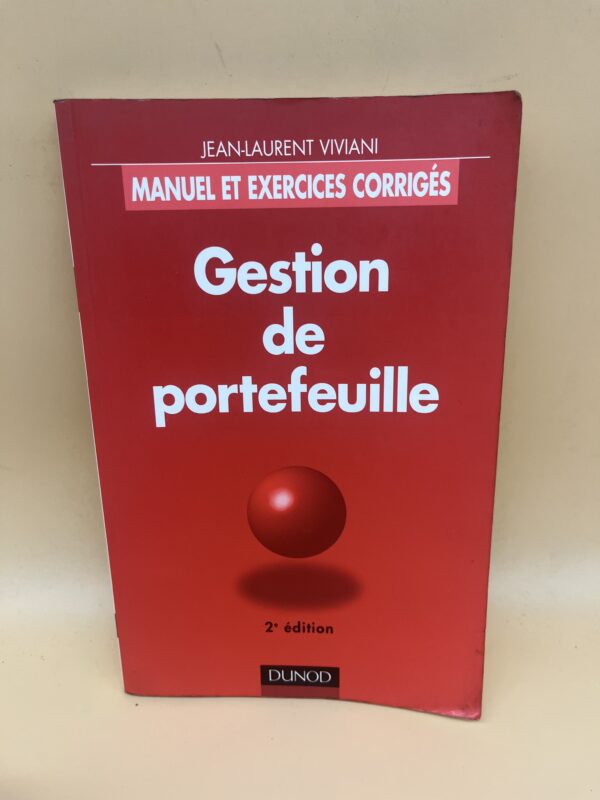 JEAN-LAURENT VIVIANI
MANUEL ET EXERCICES CORRIGÉS
Gestion
de
portefeuille
2e édition
DUNOD